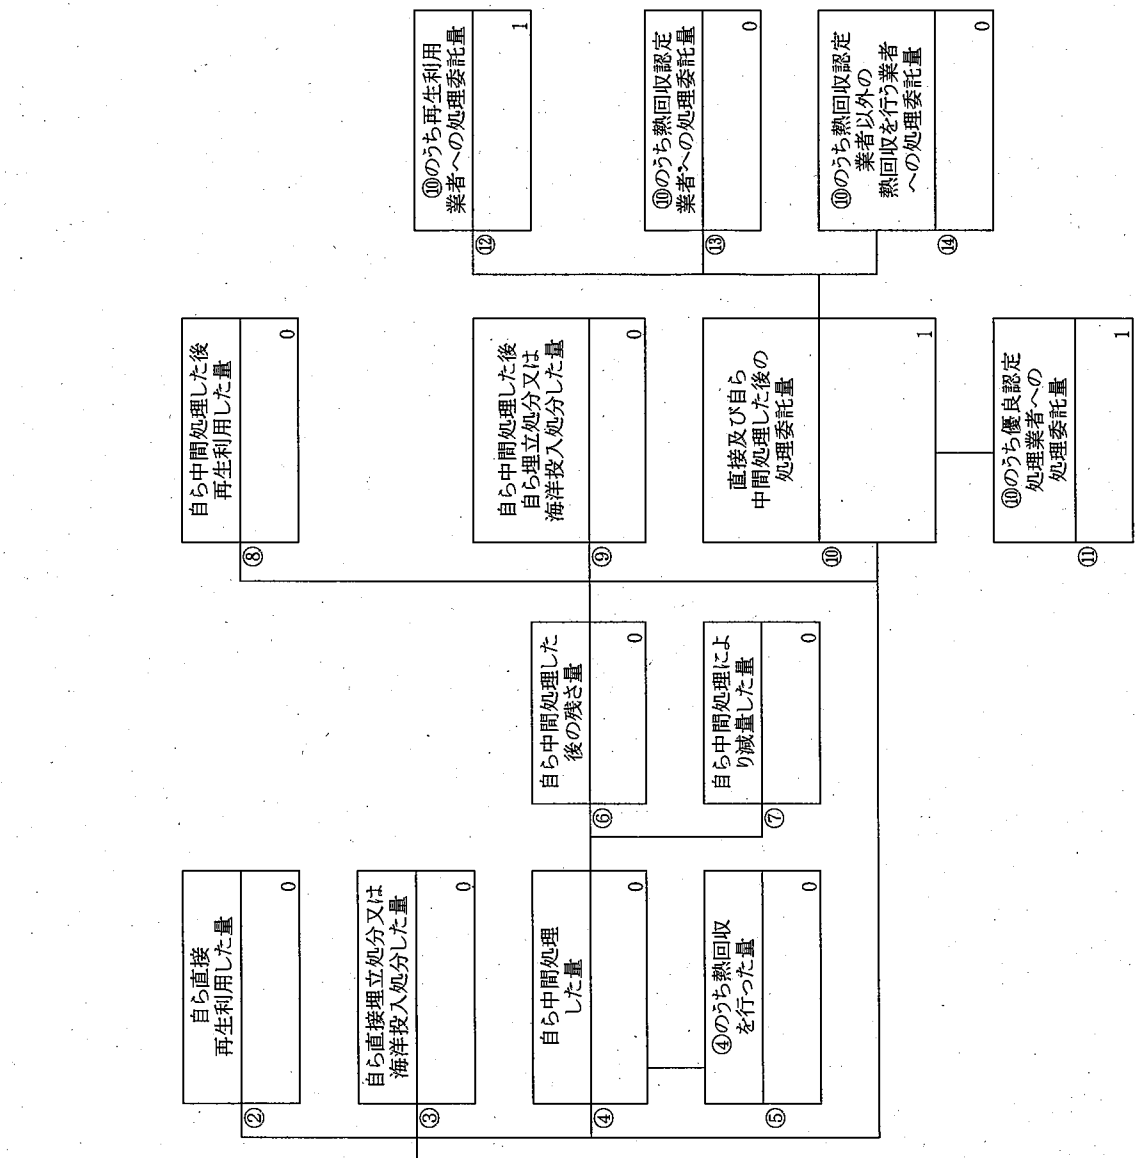 ②
自ら直接
再生利用した量
0
③
自ら直接埋立処分又は
海洋投入処分した量
0
④
自ら中間処理
した量
0
⑤
④のうち熱回収
を行った量
0
⑥
自ら中間処理した
後の残さ量
0
⑦
自ら中間処理によ
り減量した量
0
⑧
自ら中間処理した後
再生利用した量
0
⑨
自ら中間処理した後
自ら埋立処分又は
海洋投入処分した量
0
⑩
直接及び自ら
中間処理した後の
処理委託量
1
⑪
⑩のうち優良認定
処理業者への
処理委託量
1
⑫
⑩のうち再生利用
業者への処理委託量
1
⑬
⑩のうち熱回収認定
業者への処理委託量
0
⑭
⑩のうち熱回収認定
業者以外の
熱回収を行う業者
への処理委託量
0